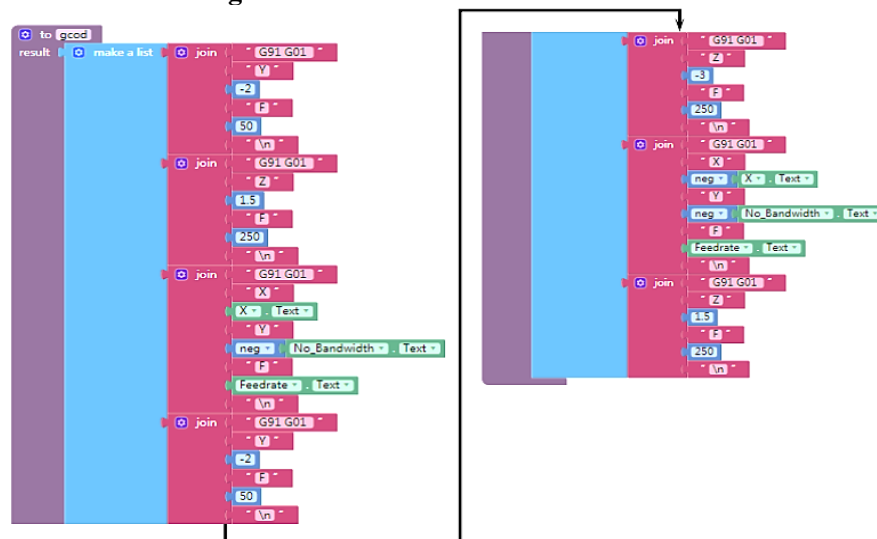 to gcod
result make a list join " G91 G01 "
" Y "
-2
" F "
50
" \n "
join " G91 G01 "
" Z "
1.5
" F "
250
" \n "
join " G91 G01 "
" X "
X . Text
" Y "
neg No_Bandwidth . Text
" F "
Feedrate . Text
" \n "
join " G91 G01 "
" Y "
-2
" F "
50
" \n "
join " G91 G01 "
" Z "
-3
" F "
250
" \n "
join " G91 G01 "
" X "
neg X . Text
" Y "
neg No_Bandwidth . Text
" F "
Feedrate . Text
" \n "
join " G91 G01 "
" Z "
1.5
" F "
250
" \n "